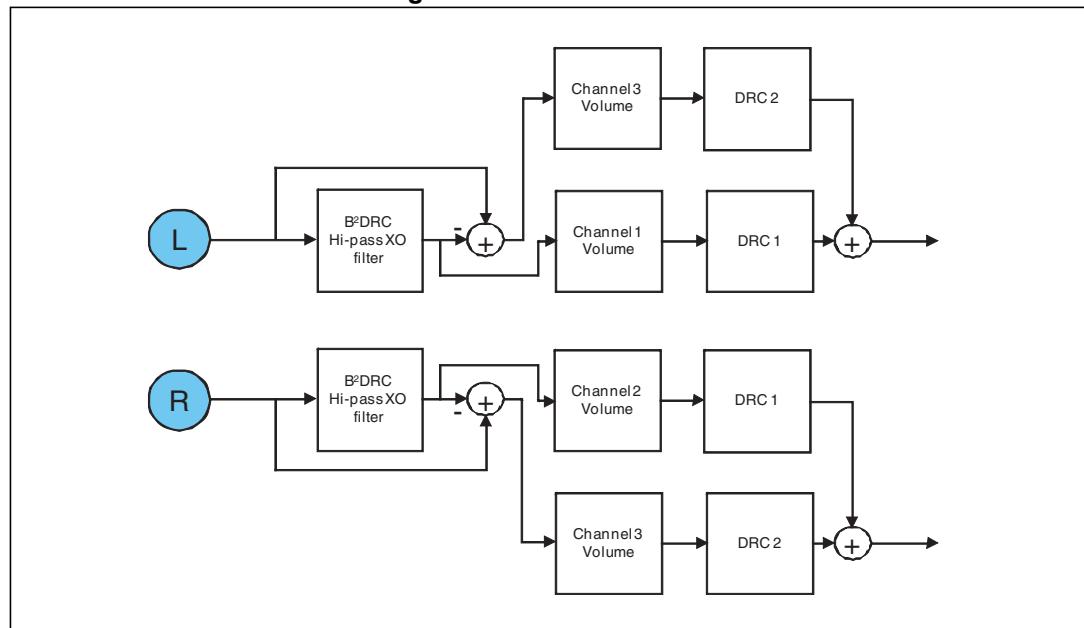 Channel 3
Volume
DRC 2
L
B²DRC
Hi-pass XO
filter
-
+
Channel 1
Volume
DRC 1
+
R
B²DRC
Hi-pass XO
filter
-
+
Channel 2
Volume
DRC 1
Channel 3
Volume
DRC 2
+